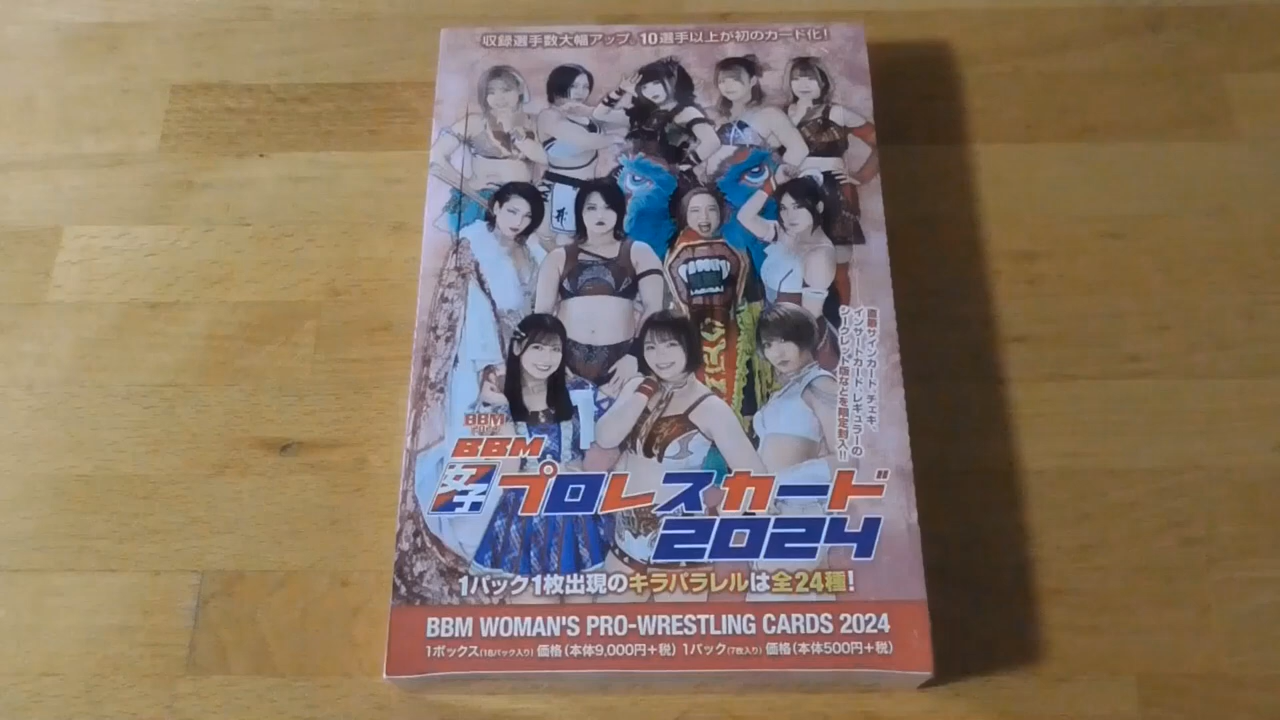 収録選手数大幅アップ。10選手以上が初のカード化!
直筆サインカード、チェキ、
インサートカード、レギュラーの
シークレット版などを限定封入!!
BBM
BBM
女子プロレスカード
2024
1パック1枚出現のキラパラレルは全24種!
BBM WOMAN'S PRO-WRESTLING CARDS 2024
1ボックス(18パック入り) 価格(本体9,000円+税) 1パック(7枚入り) 価格(本体500円+税)